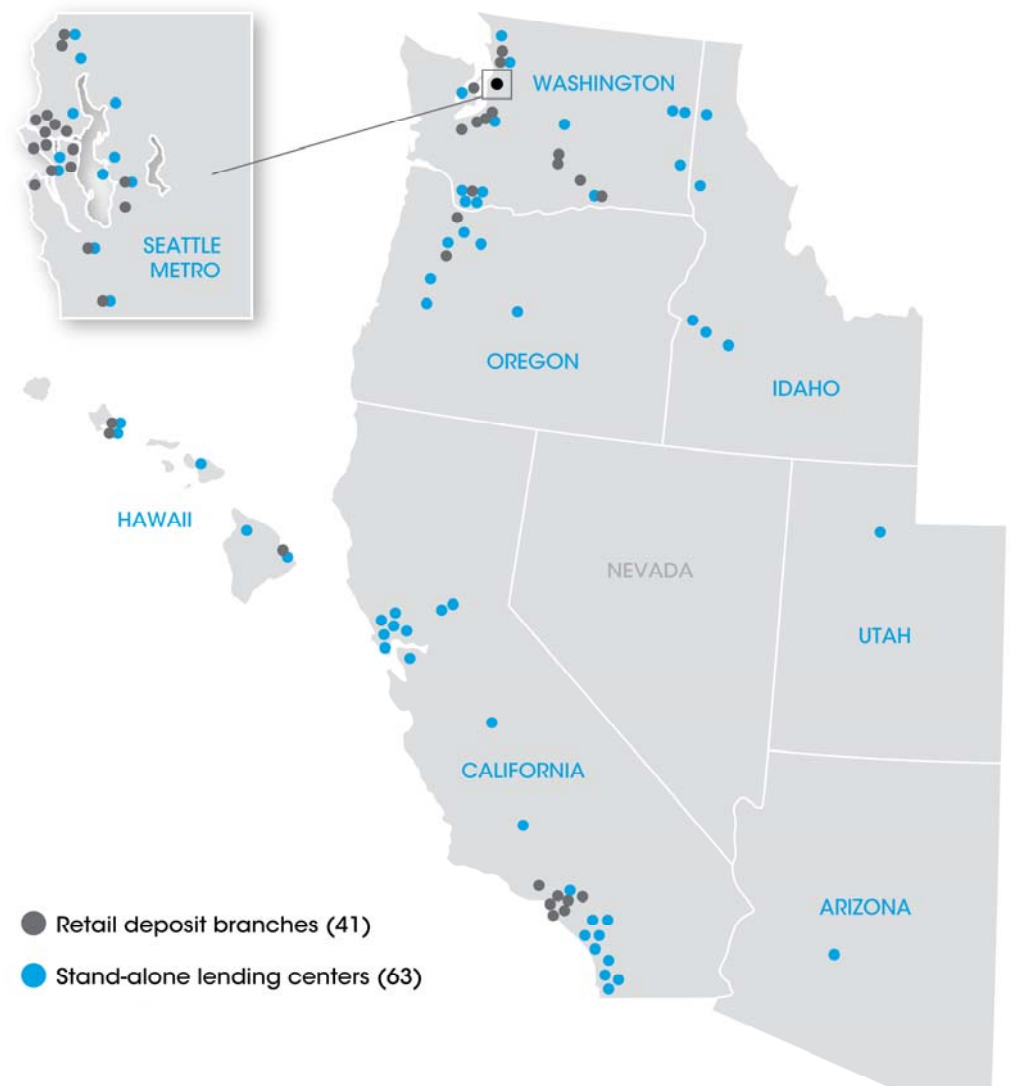 WASHINGTON
SEATTLE
METRO
OREGON
IDAHO
HAWAII
NEVADA
UTAH
CALIFORNIA
ARIZONA
Retail deposit branches (41)
Stand-alone lending centers (63)